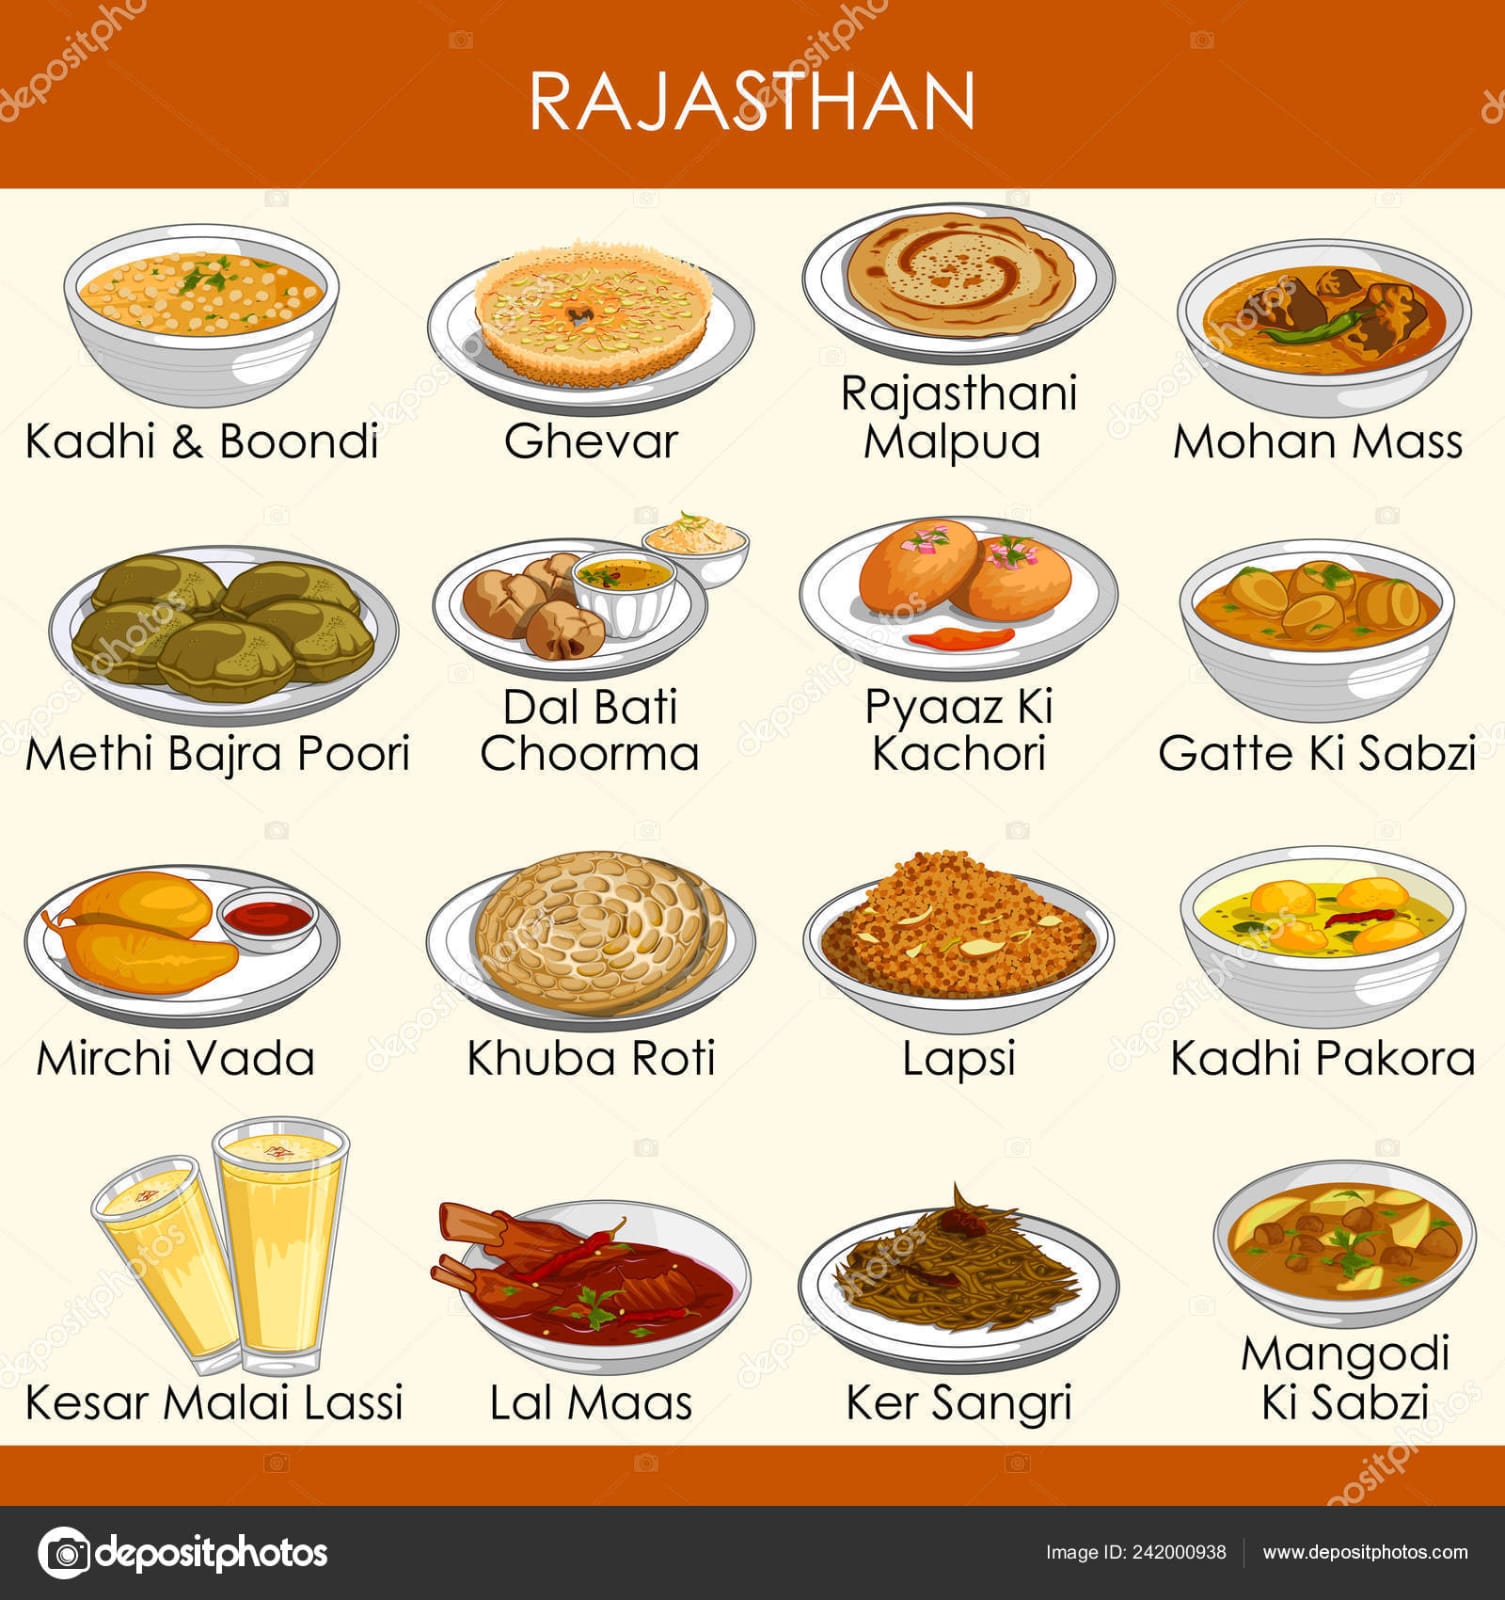 RAJASTHAN
Kadhi & Boondi
Ghevar
Rajasthani
Malpua
Mohan Mass
Methi Bajra Poori
Dal Bati
Choorma
Pyaaz Ki
Kachori
Gatte Ki Sabzi
Mirchi Vada
Khuba Roti
Lapsi
Kadhi Pakora
Kesar Malai Lassi
Lal Maas
Ker Sangri
Mangodi
Ki Sabzi
depositphotos
Image ID: 242000938
www.depositphotos.com